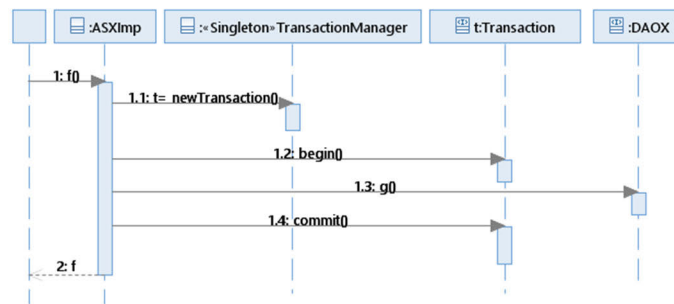 :ASXImp
:«Singleton» TransactionManager
t:Transaction
:DAOX
1: f()
1.1: t= newTransaction()
1.2: begin()
1.3: g()
1.4: commit()
2: f